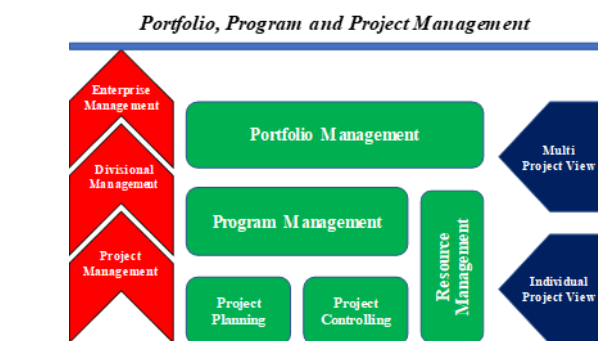 Portfolio, Program and Project Management
Enterprise
Management
Portfolio Management
Multi
Project View
Divisional
Management
Program Management
Resource
Management
Project
Management
Project
Planning
Project
Controlling
Individual
Project View